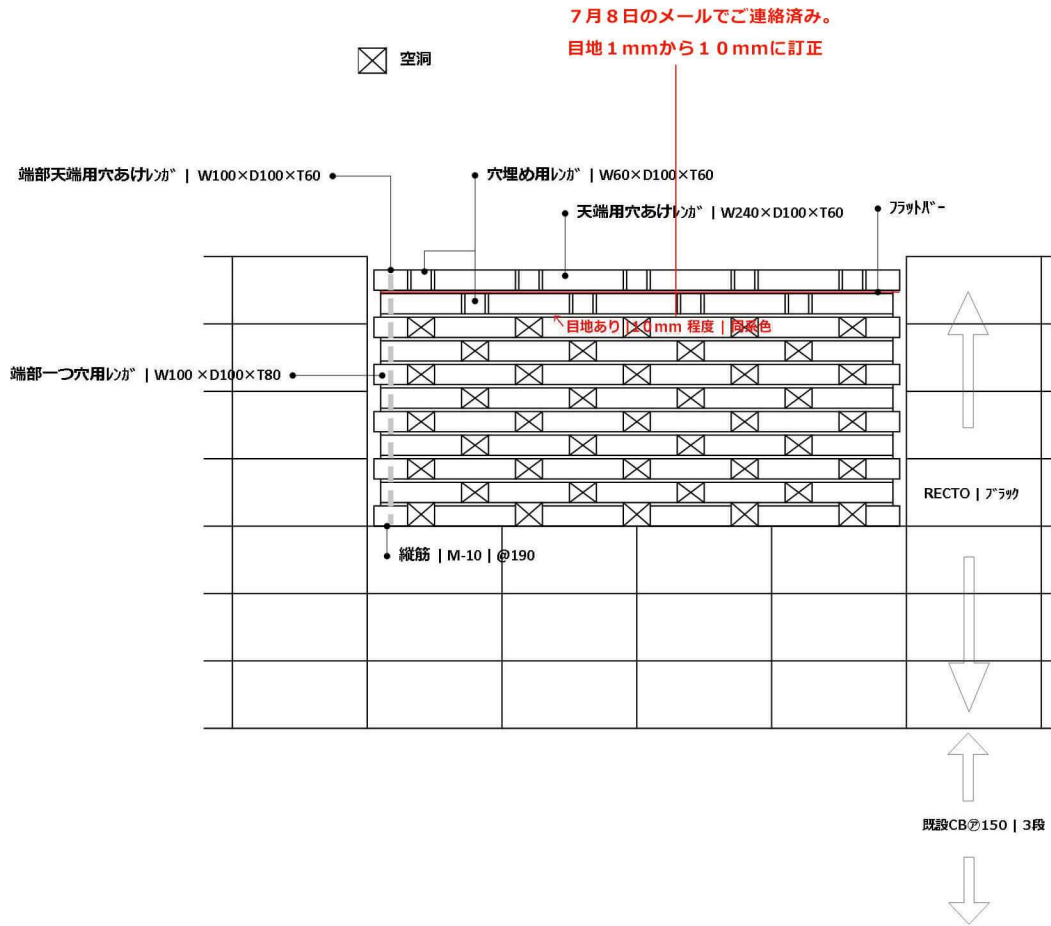 7月8日のメールでご連絡済み。
目地1mmから10mmに訂正
空洞
端部天端用穴あけﾚﾝｶﾞ | W100×D100×T60
穴埋め用ﾚﾝｶﾞ | W60×D100×T60
天端用穴あけﾚﾝｶﾞ | W240×D100×T60
ﾌﾗｯﾄﾊﾞｰ
目地あり | 10mm 程度 | 同系色
端部一つ穴用ﾚﾝｶﾞ | W100 ×D100×T80
RECTO | ﾌﾞﾗｯｸ
縦筋 | M-10 | @190
既設CB㋐150 | 3段